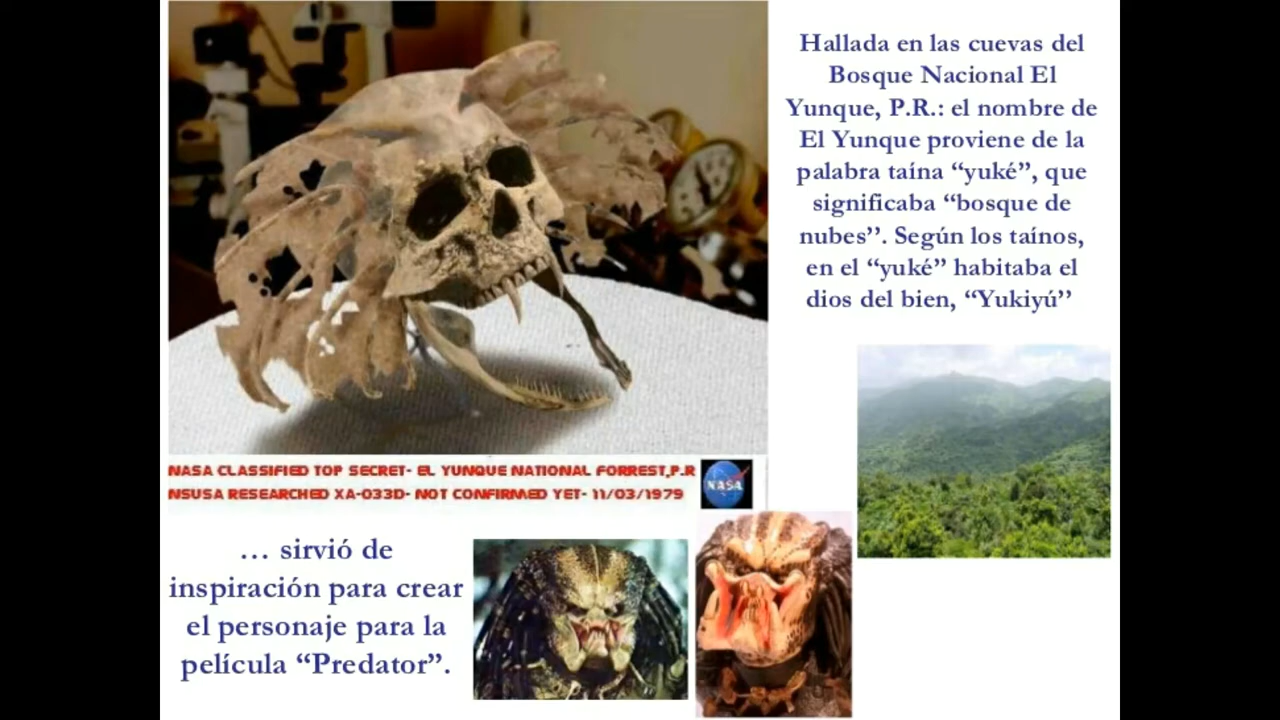 Hallada en las cuevas del
Bosque Nacional El
Yunque, P.R.: el nombre de
El Yunque proviene de la
palabra taína “yuké”, que
significaba “bosque de
nubes’’. Según los taínos,
en el “yuké” habitaba el
dios del bien, “Yukiyú’’
NASA CLASSIFIED TOP SECRET- EL YUNQUE NATIONAL FORREST,P.R
NSUSA RESEARCHED XA-033D- NOT CONFIRMED YET- 11/03/1979
NASA
… sirvió de
inspiración para crear
el personaje para la
película “Predator”.